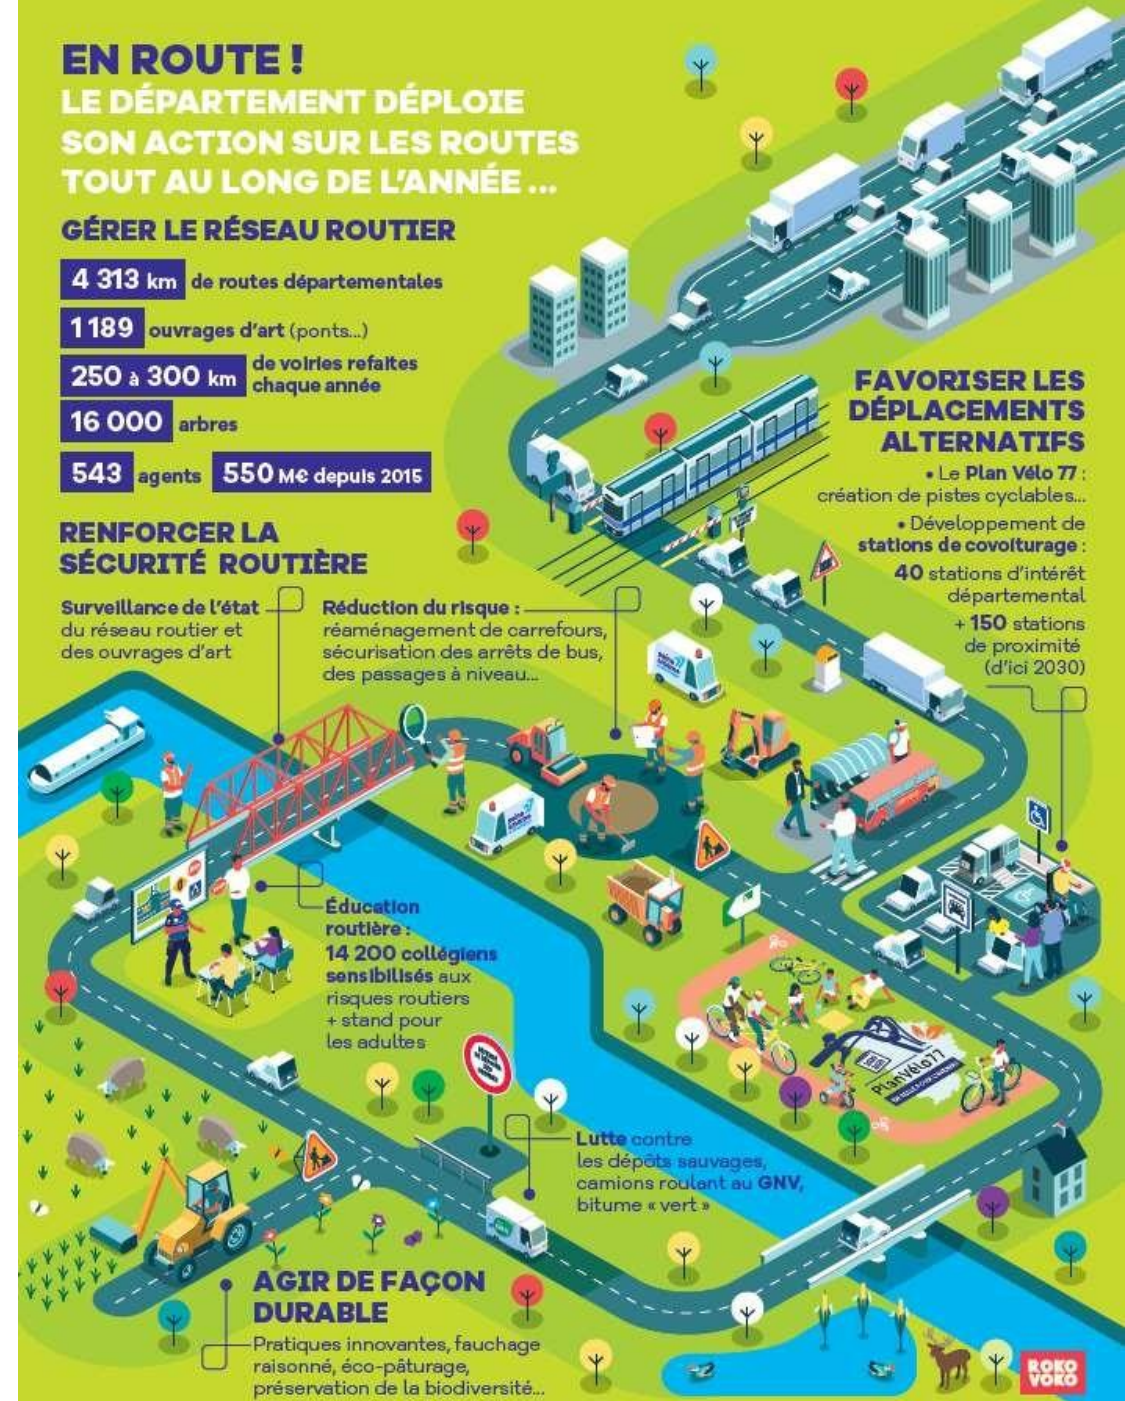 EN ROUTE !
LE DÉPARTEMENT DÉPLOIE
SON ACTION SUR LES ROUTES
TOUT AU LONG DE L'ANNÉE ...
GÉRER LE RÉSEAU ROUTIER
4 313 km de routes départementales
1 189 ouvrages d'art (ponts...)
250 à 300 km de voiries refaites
chaque année
16 000 arbres
543 agents 550 M€ depuis 2015
RENFORCER LA
SÉCURITÉ ROUTIÈRE
Surveillance de l'état
du réseau routier et
des ouvrages d'art
Réduction du risque :
réaménagement de carrefours,
sécurisation des arrêts de bus,
des passages à niveau...
FAVORISER LES
DÉPLACEMENTS
ALTERNATIFS
• Le Plan Vélo 77 :
création de pistes cyclables...
• Développement de
stations de covoiturage :
40 stations d'intérêt
départemental
+ 150 stations
de proximité
(d'ici 2030)
Éducation
routière :
14 200 collégiens
sensibilisés aux
risques routiers
+ stand pour
les adultes
PlanVélo77
Lutte contre
les dépôts sauvages,
camions roulant au GNV,
bitume « vert »
AGIR DE FAÇON
DURABLE
Pratiques innovantes, fauchage
raisonné, éco-pâturage,
préservation de la biodiversité...
ROKO
VOKO